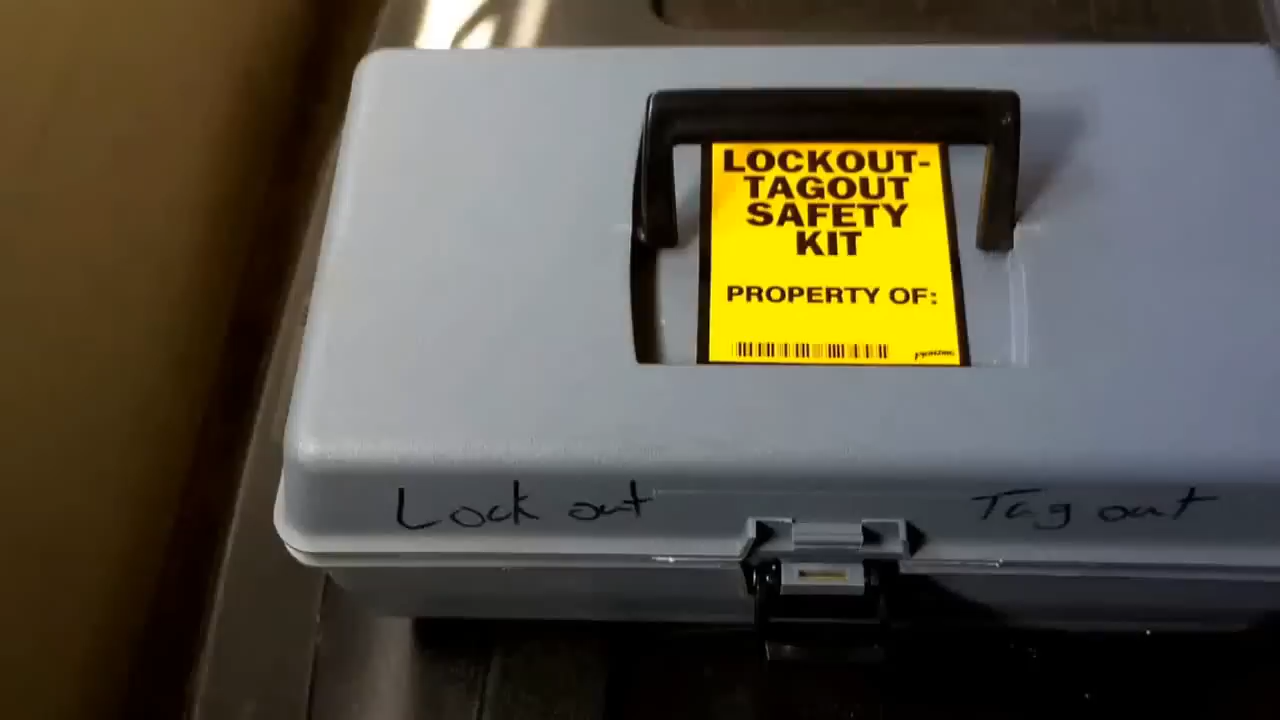 LOCKOUT-
TAGOUT
SAFETY
KIT
PROPERTY OF:
Lock out Tag out